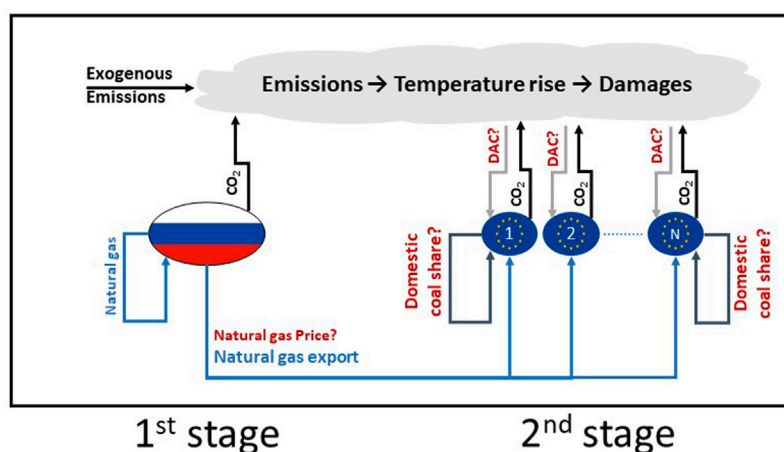 Exogenous
Emissions
Emissions → Temperature rise → Damages
DAC?
DAC?
DAC?
CO2
CO2
CO2
CO2
1
2
N
Natural gas
Domestic
coal share?
Domestic
coal share?
Natural gas Price?
Natural gas export
1st stage
2nd stage